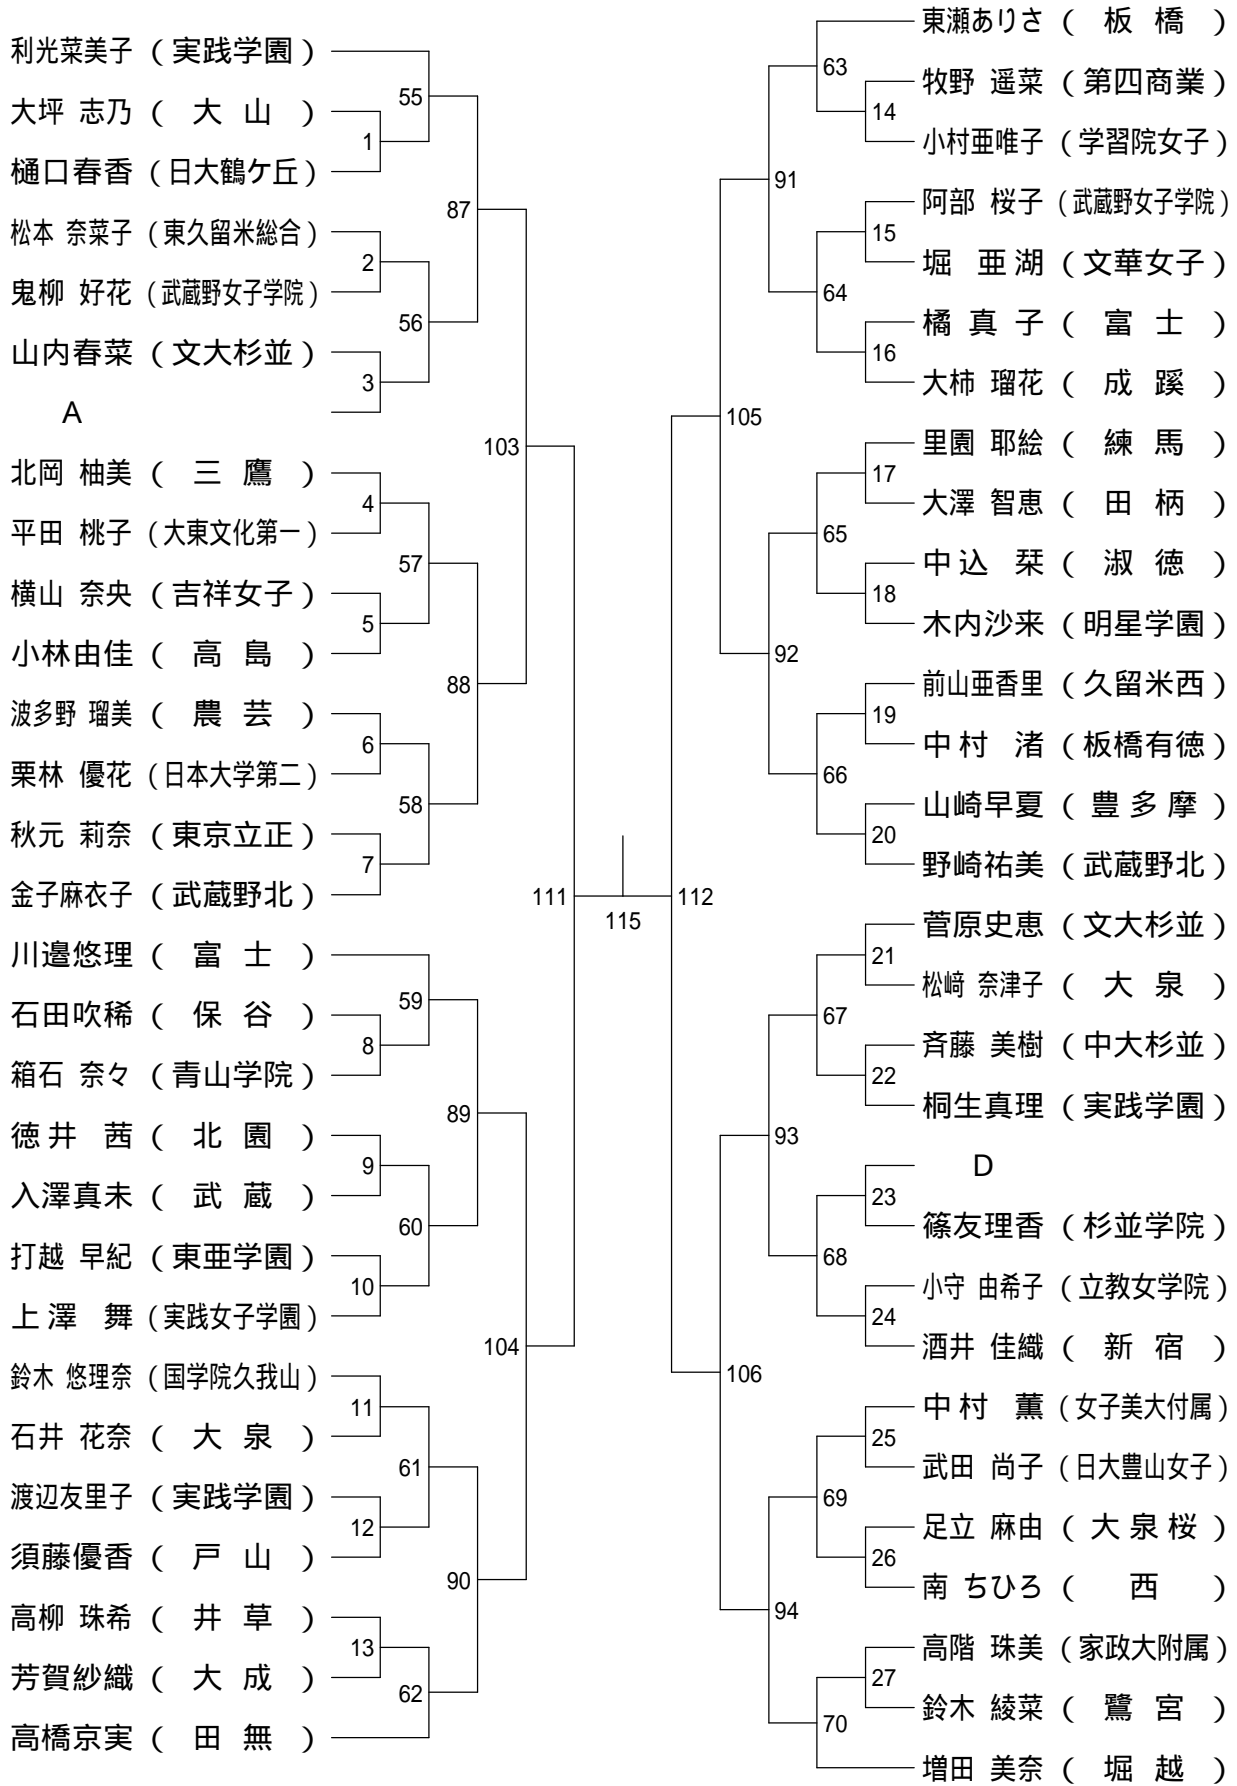 利光菜美子 ( 実践学園 )
大坪 志乃 ( 大 山 )
樋口春香 ( 日大鶴ケ丘 )
松本 奈菜子 ( 東久留米総合 )
鬼柳 好花 ( 武蔵野女子学院 )
山内春菜 ( 文大杉並 )
A
北岡 柚美 ( 三 鷹 )
平田 桃子 ( 大東文化第一 )
横山 奈央 ( 吉祥女子 )
小林由佳 ( 高 島 )
波多野 瑠美 ( 農 芸 )
栗林 優花 ( 日本大学第二 )
秋元 莉奈 ( 東京立正 )
金子麻衣子 ( 武蔵野北 )
川邉悠理 ( 富 士 )
石田吹稀 ( 保 谷 )
箱石 奈々 ( 青山学院 )
徳井 茜 ( 北 園 )
入澤真未 ( 武 蔵 )
打越 早紀 ( 東亜学園 )
上澤 舞 ( 実践女子学園 )
鈴木 悠理奈 ( 国学院久我山 )
石井 花奈 ( 大 泉 )
渡辺友里子 ( 実践学園 )
須藤優香 ( 戸 山 )
高柳 珠希 ( 井 草 )
芳賀紗織 ( 大 成 )
高橋京実 ( 田 無 )
1
2
3
4
5
6
7
8
9
10
11
12
13
55
56
57
58
59
60
61
62
87
88
89
90
103
104
111
115
112
105
106
91
92
93
94
63
64
65
66
67
68
69
70
14
15
16
17
18
19
20
21
22
23
24
25
26
27
東瀬ありさ ( 板 橋 )
牧野 遥菜 ( 第四商業 )
小村亜唯子 ( 学習院女子 )
阿部 桜子 ( 武蔵野女子学院 )
堀 亜湖 ( 文華女子 )
橘 真子 ( 富 士 )
大柿 瑠花 ( 成 蹊 )
里園 耶絵 ( 練 馬 )
大澤 智恵 ( 田 柄 )
中込 栞 ( 淑 徳 )
木内沙来 ( 明星学園 )
前山亜香里 ( 久留米西 )
中村 渚 ( 板橋有徳 )
山崎早夏 ( 豊多摩 )
野崎祐美 ( 武蔵野北 )
菅原史恵 ( 文大杉並 )
松﨑 奈津子 ( 大 泉 )
斉藤 美樹 ( 中大杉並 )
桐生真理 ( 実践学園 )
D
篠友理香 ( 杉並学院 )
小守 由希子 ( 立教女学院 )
酒井 佳織 ( 新 宿 )
中村 薫 ( 女子美大付属 )
武田 尚子 ( 日大豊山女子 )
足立 麻由 ( 大泉桜 )
南 ちひろ ( 西 )
高階 珠美 ( 家政大附属 )
鈴木 綾菜 ( 鷺 宮 )
増田 美奈 ( 堀 越 )